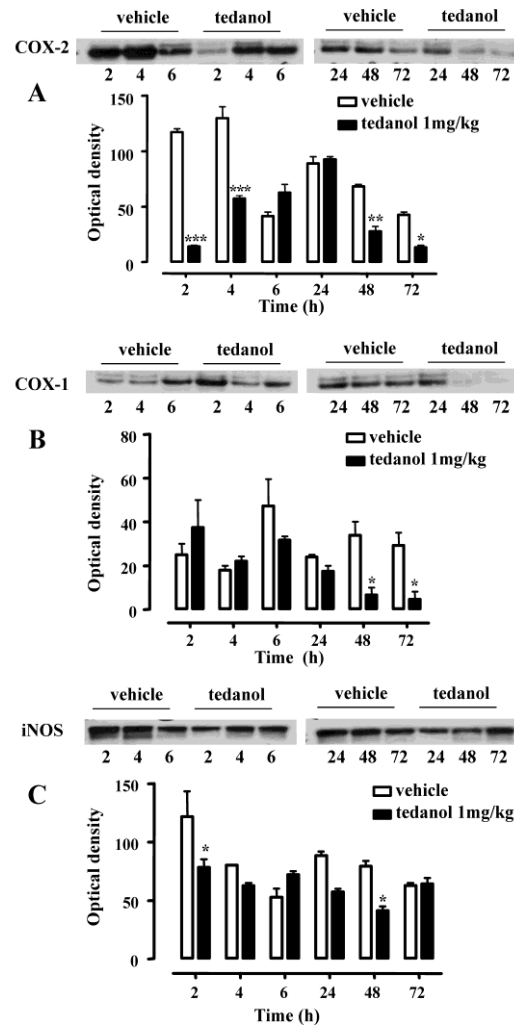 vehicle tedanol vehicle tedanol
COX-2
2 4 6 2 4 6 24 48 72 24 48 72
A
150
vehicle
tedanol 1mg/kg
100
Optical density
***
***
**
50
*
0
2 4 6 24 48 72
Time (h)
vehicle tedanol vehicle tedanol
COX-1
2 4 6 2 4 6 24 48 72 24 48 72
B
80
vehicle
tedanol 1mg/kg
60
Optical density
40
20
* *
0
2 4 6 24 48 72
Time (h)
vehicle tedanol vehicle tedanol
iNOS
2 4 6 2 4 6 24 48 72 24 48 72
C
150
vehicle
tedanol 1mg/kg
100
Optical density
*
50
*
0
2 4 6 24 48 72
Time (h)